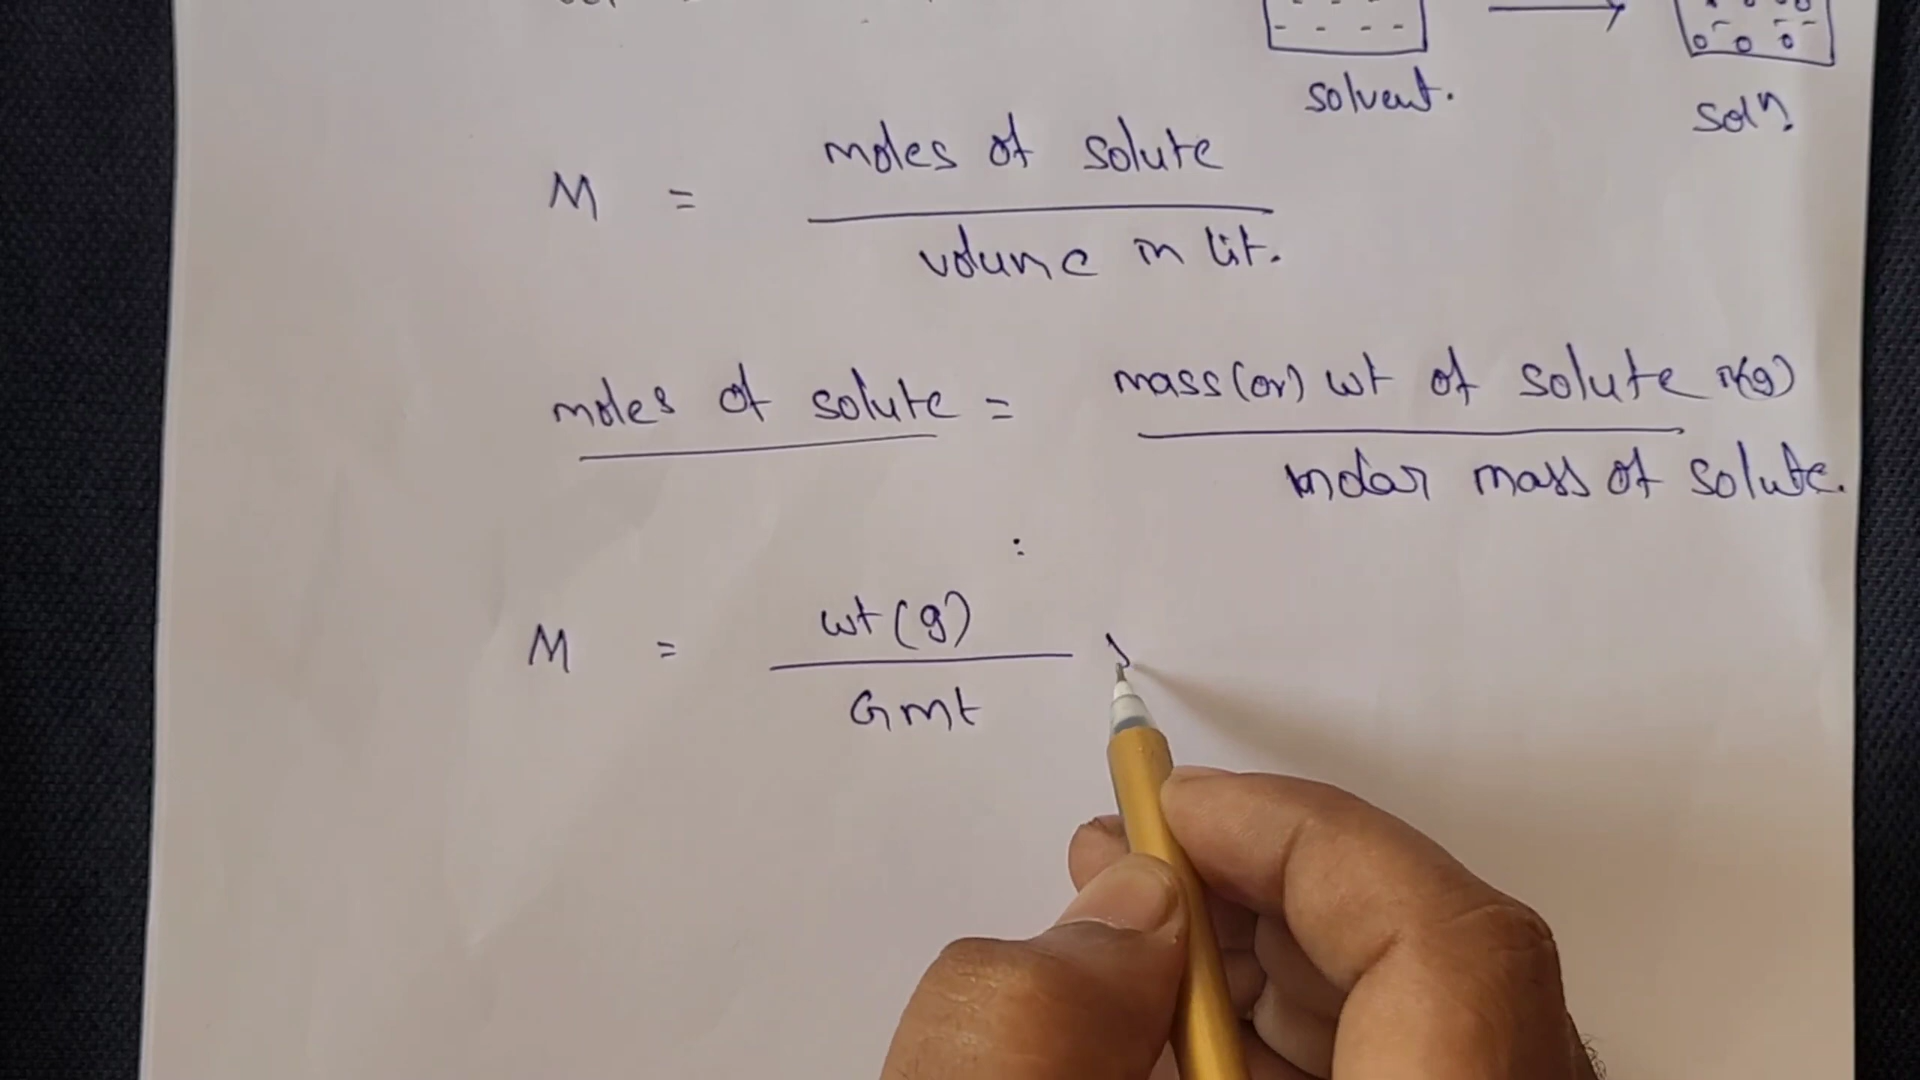 solvent.
soln.
M = moles of solute
volume in lit.
moles of solute = mass (or) wt of solute (g)
molar mass of solute.
M = wt (g)
Gmt